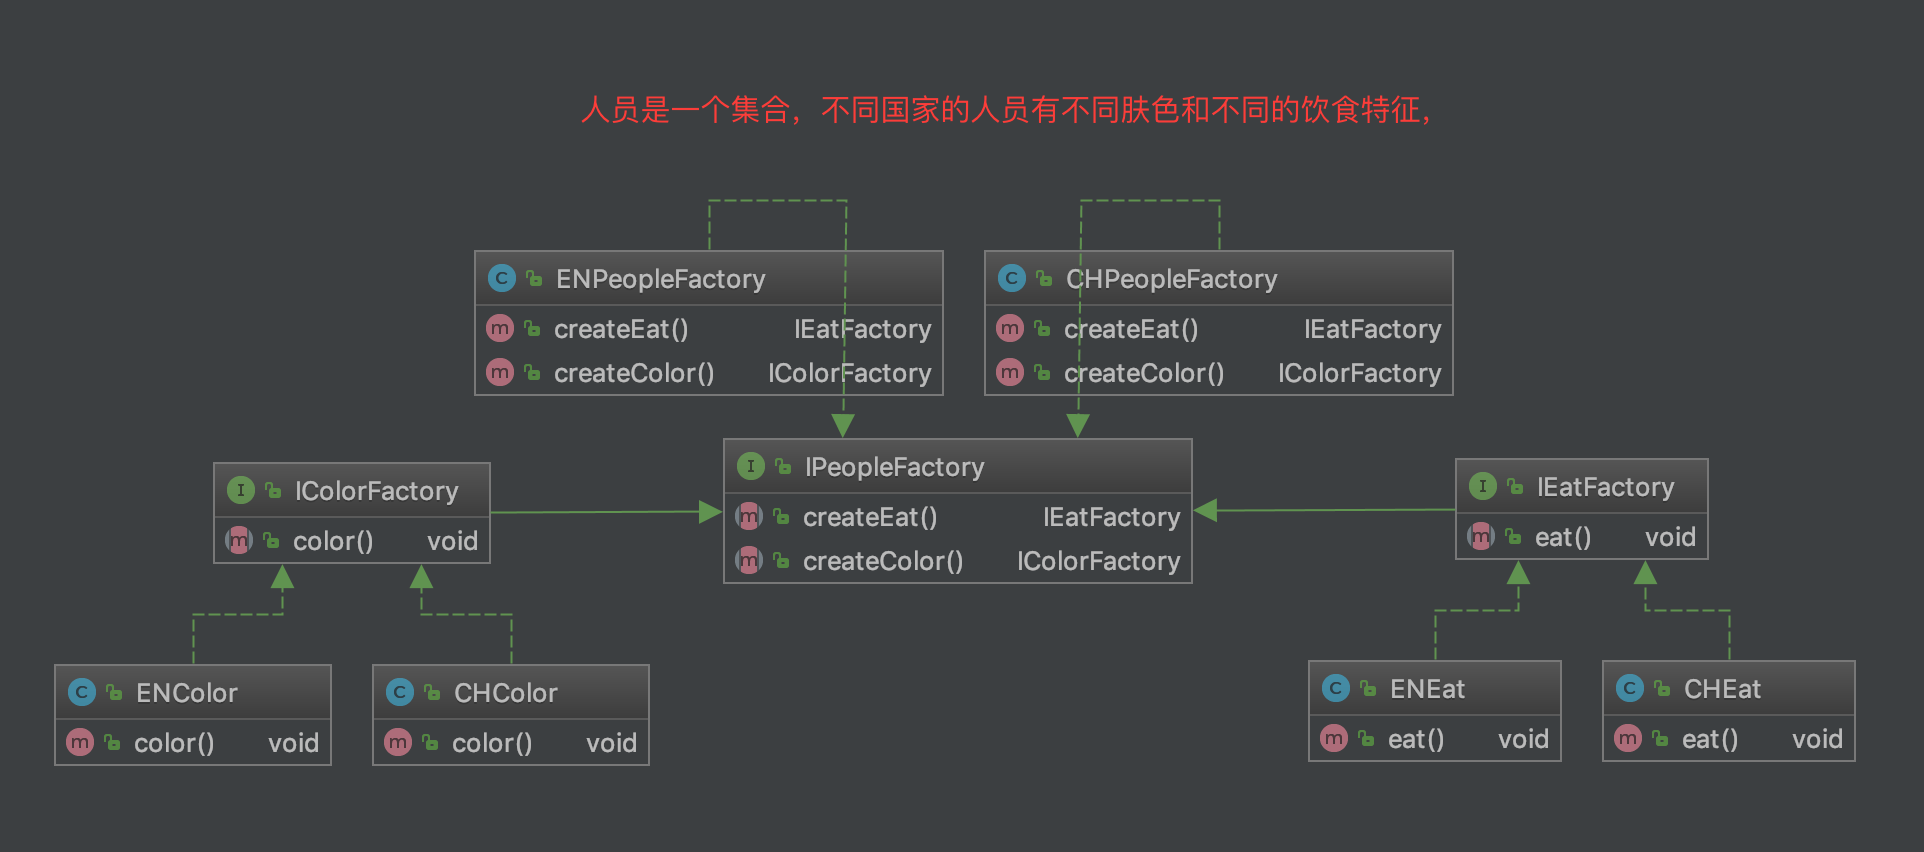 人员是一个集合，不同国家的人员有不同肤色和不同的饮食特征，
C ENPeopleFactory
m createEat() IEatFactory
m createColor() IColorFactory
C CHPeopleFactory
m createEat() IEatFactory
m createColor() IColorFactory
I IColorFactory
m color() void
I IPeopleFactory
m createEat() IEatFactory
m createColor() IColorFactory
I IEatFactory
m eat() void
C ENColor
m color() void
C CHColor
m color() void
C ENEat
m eat() void
C CHEat
m eat() void